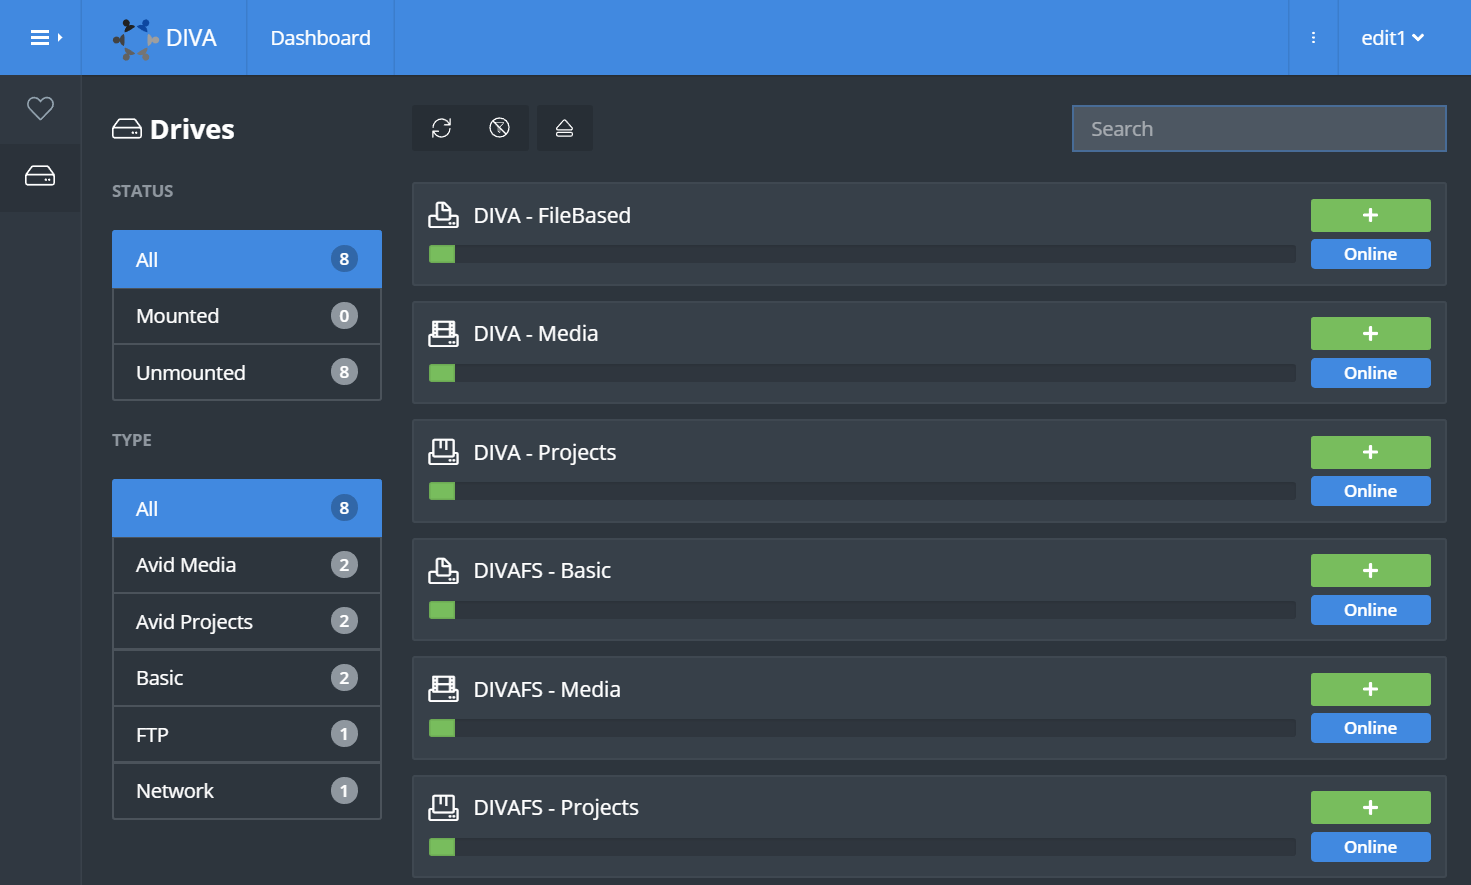 DIVA
Dashboard
edit1
Drives
Search
STATUS
All 8
Mounted 0
Unmounted 8
TYPE
All 8
Avid Media 2
Avid Projects 2
Basic 2
FTP 1
Network 1
DIVA - FileBased
+
Online
DIVA - Media
+
Online
DIVA - Projects
+
Online
DIVAFS - Basic
+
Online
DIVAFS - Media
+
Online
DIVAFS - Projects
+
Online